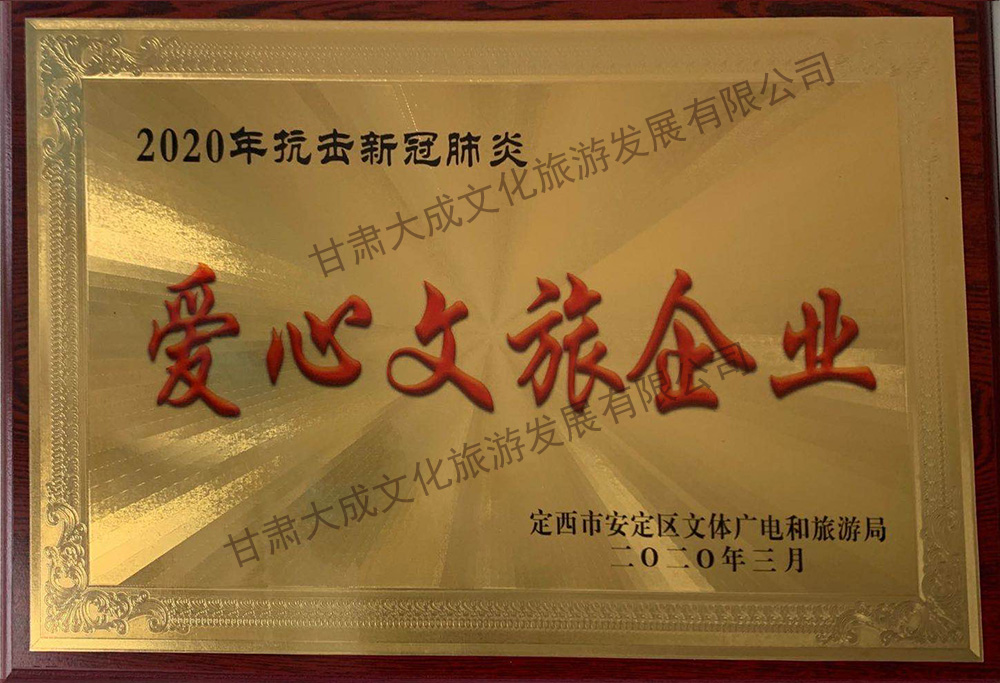 2020年抗击新冠肺炎
甘肃大成文化旅游发展有限公司
爱心文旅企业
甘肃大成文化旅游发展有限公司
定西市安定区文体广电和旅游局
二〇二〇年三月